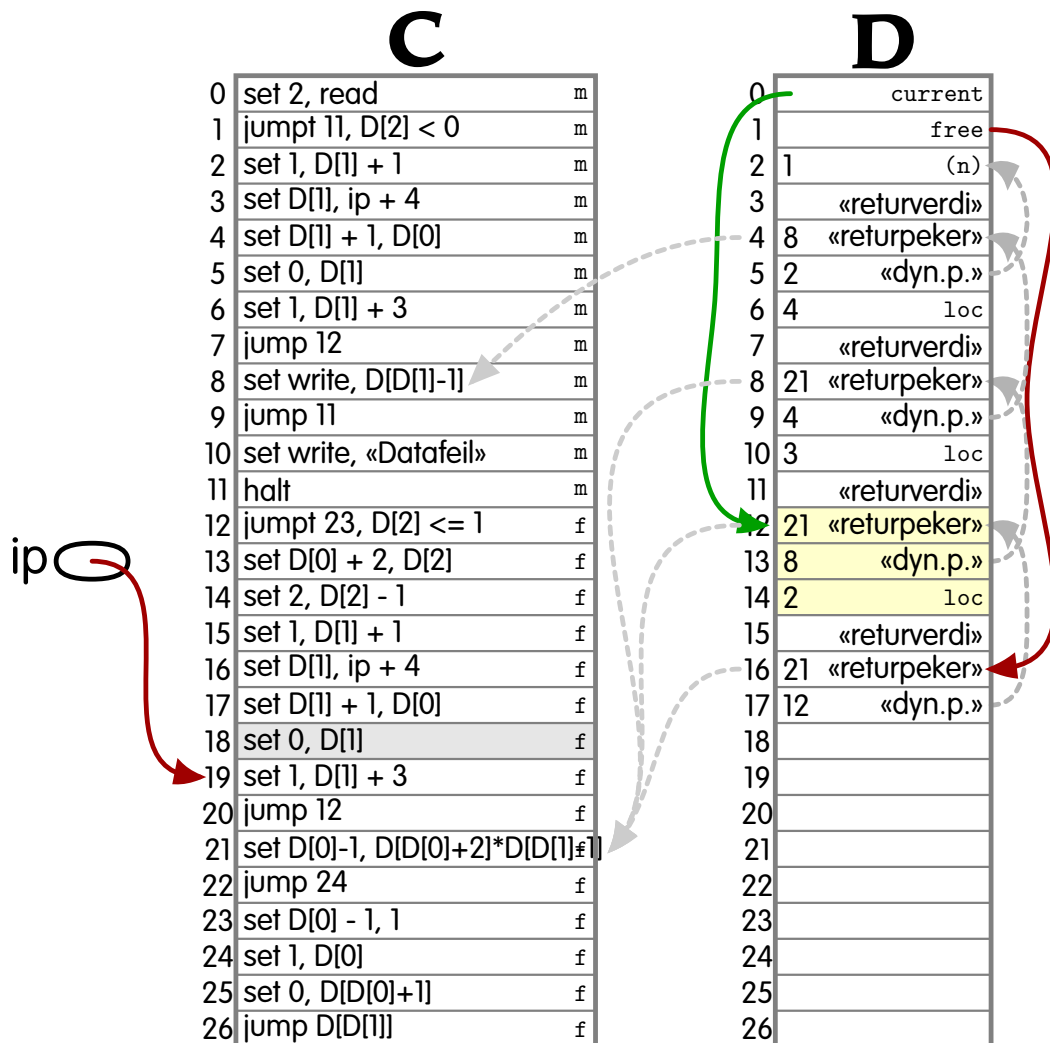 C D
0 set 2, read m
1 jumpt 11, D[2] < 0 m
2 set 1, D[1] + 1 m
3 set D[1], ip + 4 m
4 set D[1] + 1, D[0] m
5 set 0, D[1] m
6 set 1, D[1] + 3 m
7 jump 12 m
8 set write, D[D[1]-1] m
9 jump 11 m
10 set write, «Datafeil» m
11 halt m
12 jumpt 23, D[2] <= 1 f
13 set D[0] + 2, D[2] f
14 set 2, D[2] - 1 f
15 set 1, D[1] + 1 f
16 set D[1], ip + 4 f
17 set D[1] + 1, D[0] f
18 set 0, D[1] f
19 set 1, D[1] + 3 f
20 jump 12 f
21 set D[0]-1, D[D[0]+2]*D[D[1]-1] f
22 jump 24 f
23 set D[0] - 1, 1 f
24 set 1, D[0] f
25 set 0, D[D[0]+1] f
26 jump D[D[1]] f
ip
0 current
1 free
2 1 (n)
3 «returverdi»
4 8 «returpeker»
5 2 «dyn.p.»
6 4 loc
7 «returverdi»
8 21 «returpeker»
9 4 «dyn.p.»
10 3 loc
11 «returverdi»
12 21 «returpeker»
13 8 «dyn.p.»
14 2 loc
15 «returverdi»
16 21 «returpeker»
17 12 «dyn.p.»
18
19
20
21
22
23
24
25
26